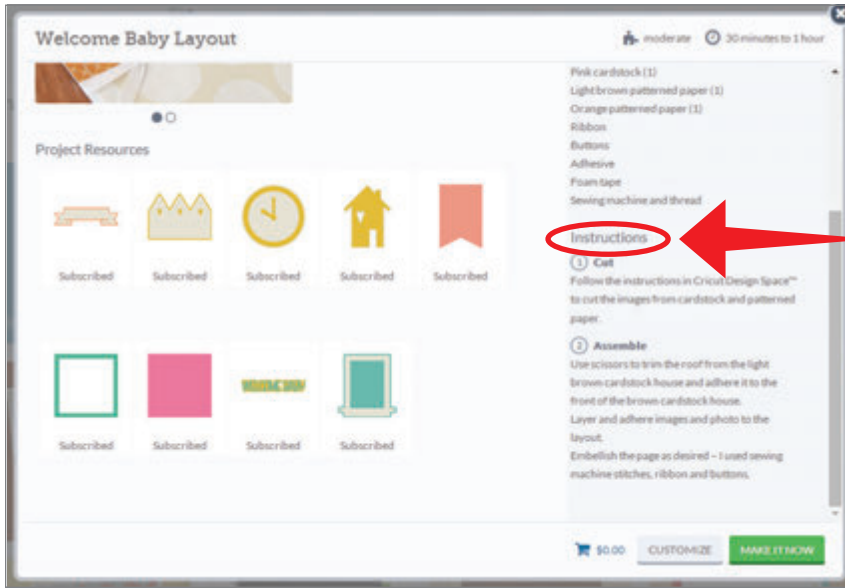 Welcome Baby Layout
moderate
30 minutes to 1 hour
Project Resources
Subscribed
Subscribed
Subscribed
Subscribed
Subscribed
Subscribed
Subscribed
Subscribed
Subscribed
Pink cardstock (1)
Light brown patterned paper (1)
Orange patterned paper (1)
Ribbon
Buttons
Adhesive
Foam tape
Sewing machine and thread
Instructions
1 Cut
Follow the instructions in Cricut Design Space™
to cut the images from cardstock and patterned
paper.
2 Assemble
Use scissors to trim the roof from the light
brown cardstock house and adhere it to the
front of the brown cardstock house.
Layer and adhere images and photo to the
layout.
Embellish the page as desired – I used sewing
machine stitches, ribbon and buttons.
$0.00
CUSTOMIZE
MAKE IT NOW